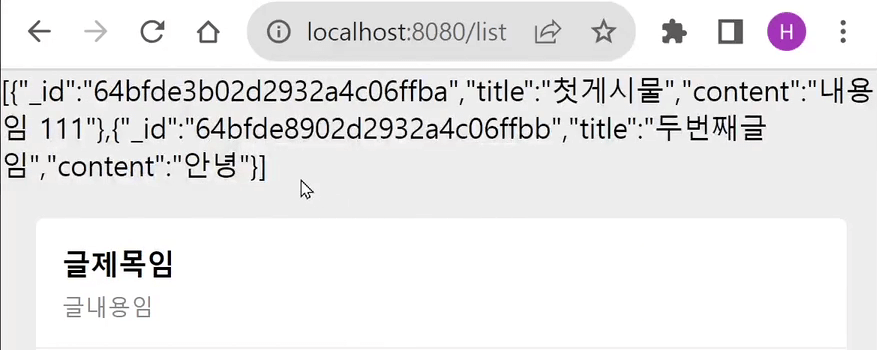 localhost:8080/list
H
[{"_id":"64bfde3b02d2932a4c06ffba","title":"첫게시물","content":"내용
임 111"},{"_id":"64bfde8902d2932a4c06ffbb","title":"두번째글
임","content":"안녕"}]
글제목임
글내용임